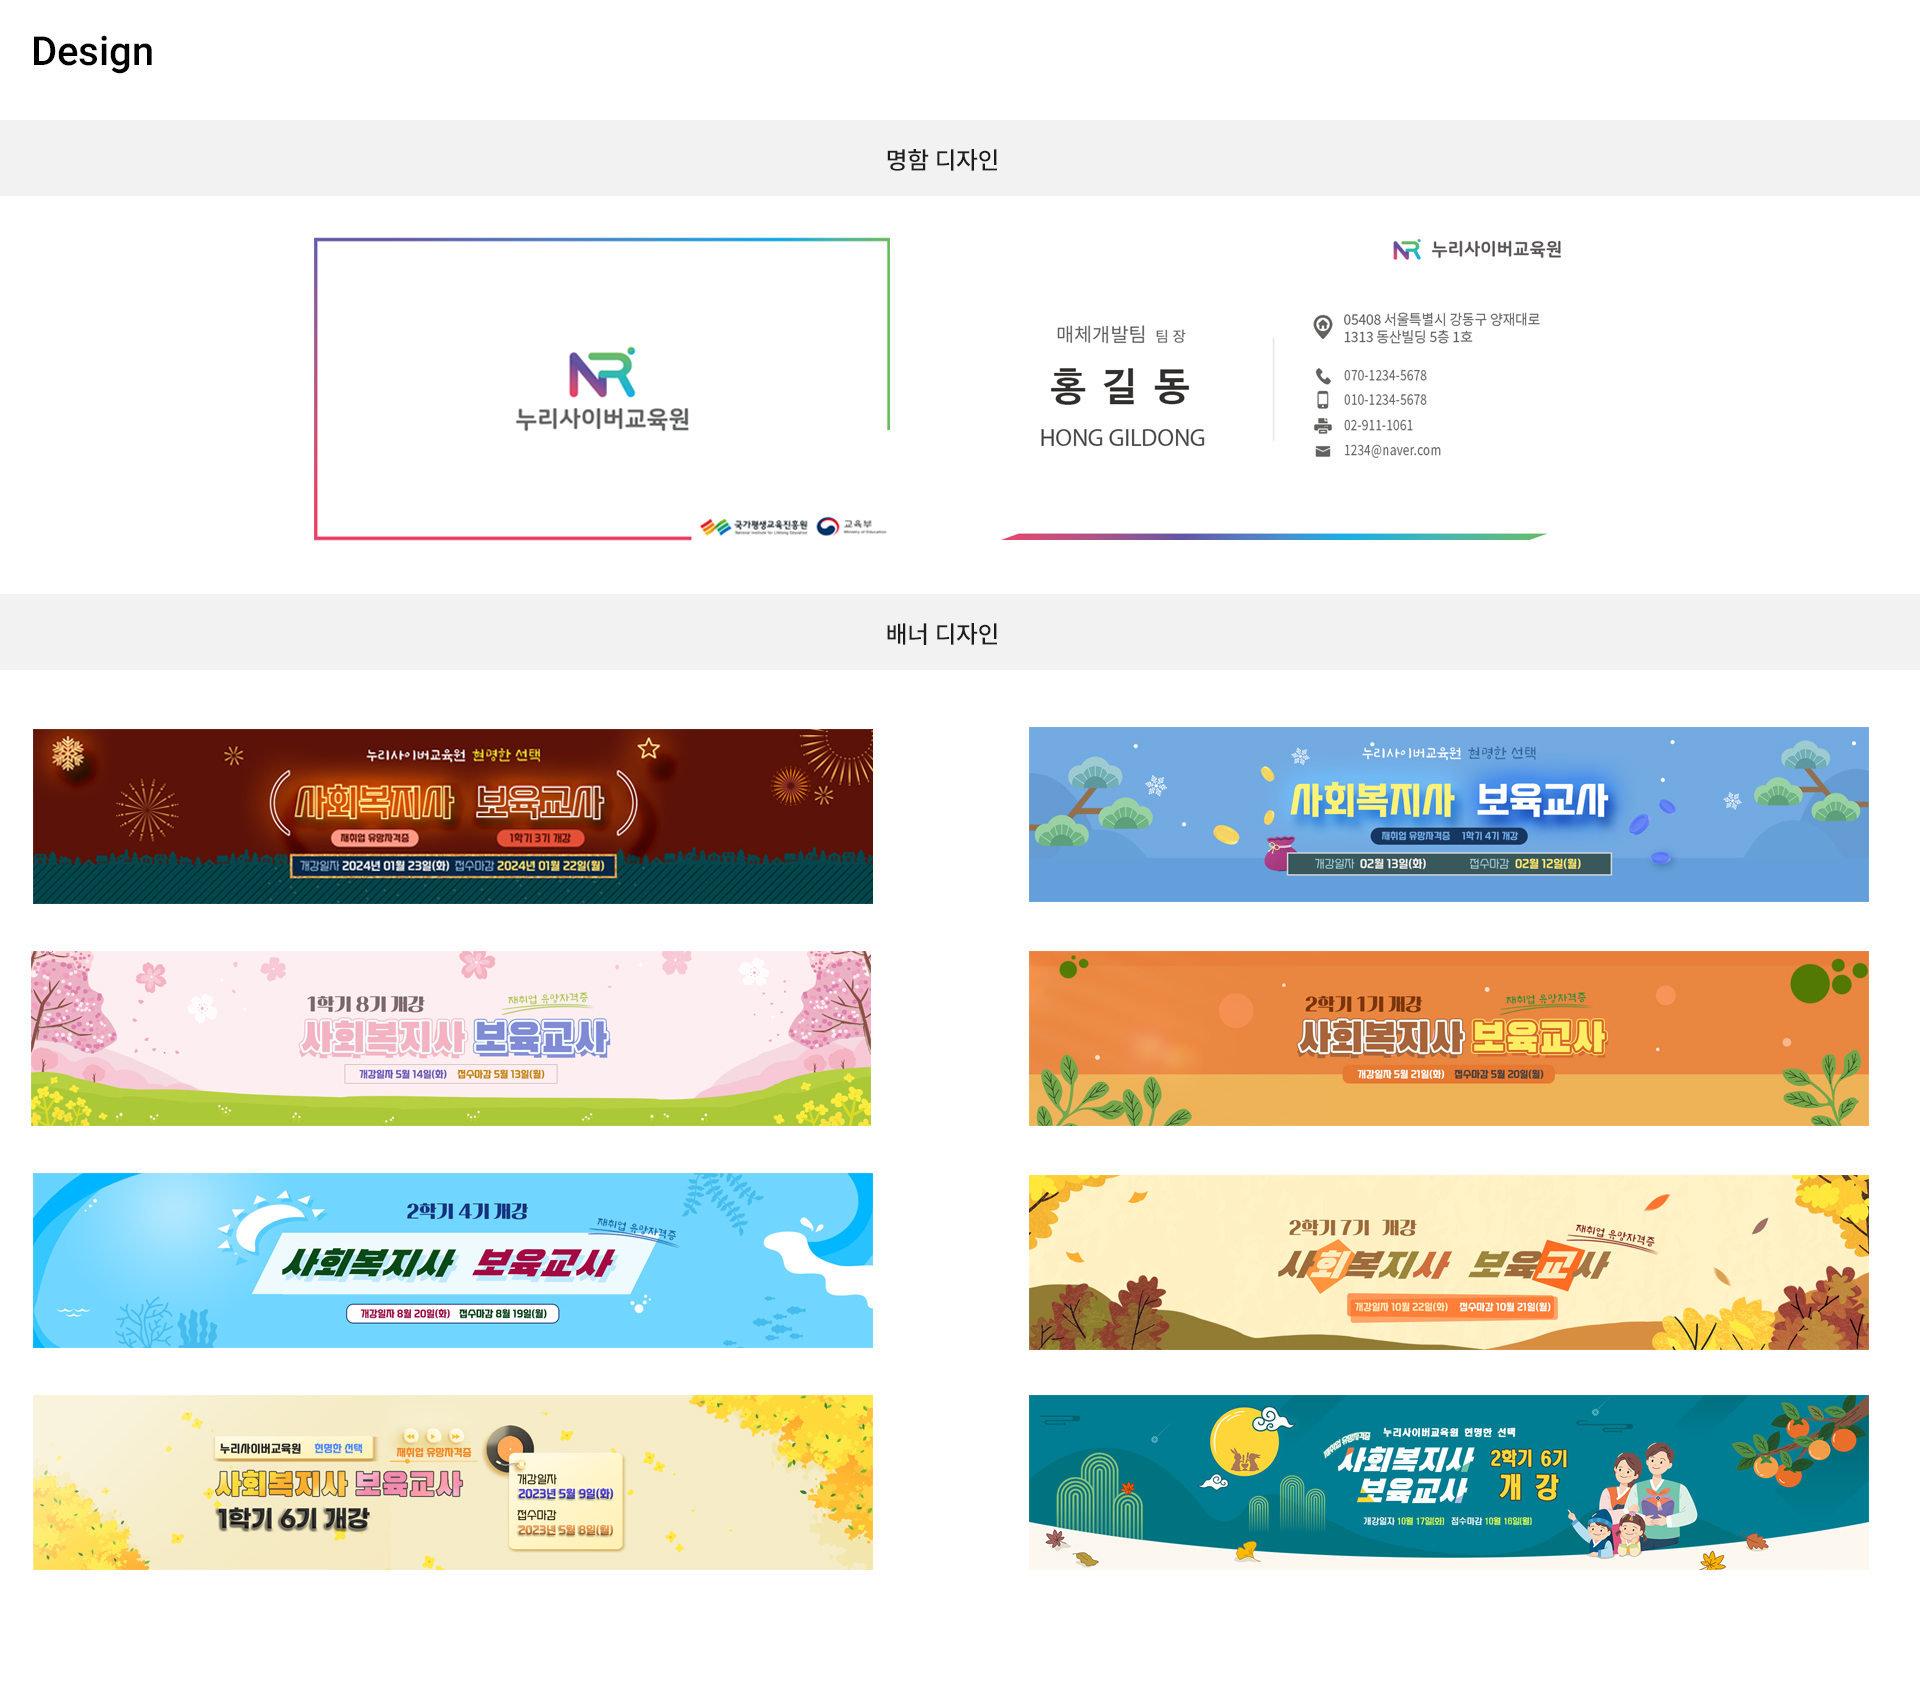 Design
명함 디자인
NR
누리사이버교육원
국가평생교육진흥원
National Institute for Lifelong Education
교육부
Ministry of Education
NR 누리사이버교육원
매체개발팀 팀 장
홍 길 동
HONG GILDONG
05408 서울특별시 강동구 양재대로
1313 동산빌딩 5층 1호
070-1234-5678
010-1234-5678
02-911-1061
1234@naver.com
배너 디자인
누리사이버교육원 현명한 선택
사회복지사 보육교사
재취업 유망자격증 1학기 3기 개강
개강일자 2024년 01월 23일(화) 접수마감 2024년 01월 22일(월)
누리사이버교육원 현명한 선택
사회복지사 보육교사
재취업 유망자격증 1학기 4기 개강
개강일자 02월 13일(화) 접수마감 02월 12일(월)
1학기 8기 개강 재취업 유망자격증
사회복지사 보육교사
개강일자 5월 14일(화) 접수마감 5월 13일(월)
2학기 1기 개강 재취업 유망자격증
사회복지사 보육교사
개강일자 5월 21일(화) 접수마감 5월 20일(월)
2학기 4기 개강
재취업 유망자격증
사회복지사 보육교사
개강일자 8월 20일(화) 접수마감 8월 19일(월)
2학기 7기 개강
재취업 유망자격증
사회복지사 보육교사
개강일자 10월 22일(화) 접수마감 10월 21일(월)
누리사이버교육원 현명한 선택
재취업 유망자격증
사회복지사 보육교사
1학기 6기 개강
개강일자
2023년 5월 9일(화)
접수마감
2023년 5월 8일(월)
누리사이버교육원 현명한 선택
재취업 유망자격증
사회복지사
보육교사
2학기 6기
개 강
개강일자 10월 17일(화) 접수마감 10월 16일(월)